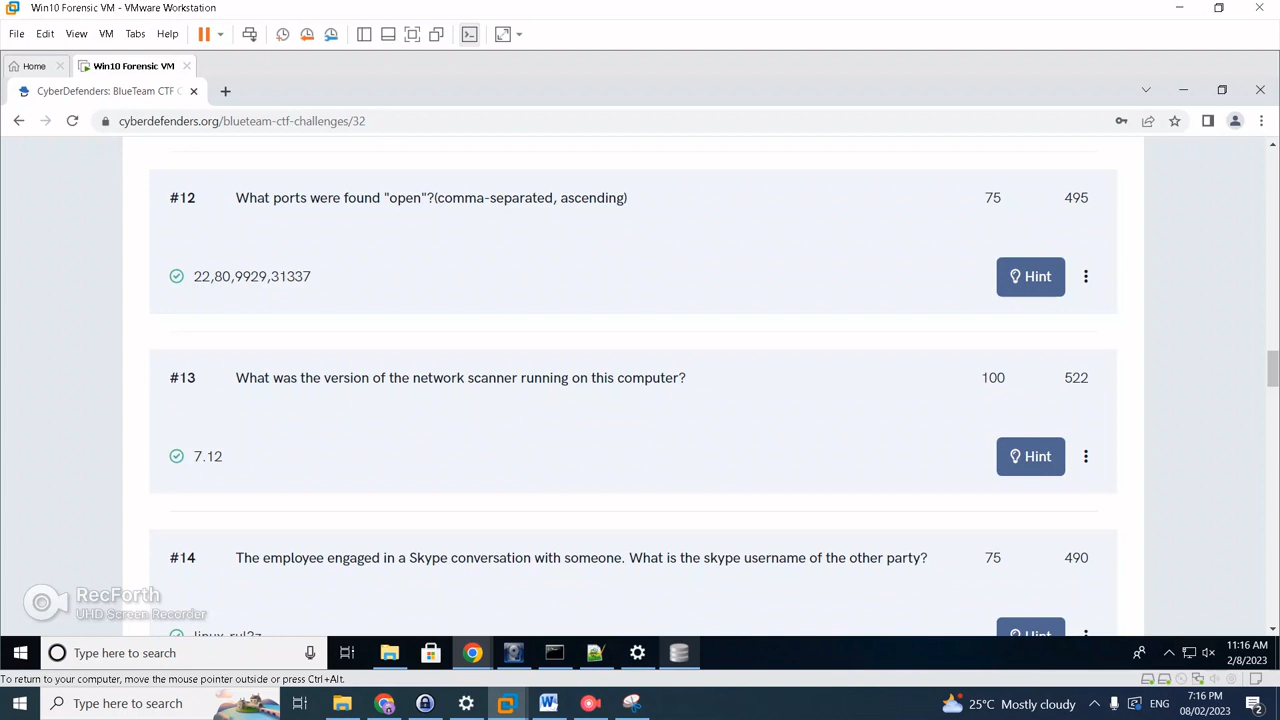 Win10 Forensic VM - VMware Workstation
File Edit View VM Tabs Help
Home Win10 Forensic VM
CyberDefenders: BlueTeam CTF C
cyberdefenders.org/blueteam-ctf-challenges/32
#12 What ports were found "open"?(comma-separated, ascending) 75 495
22,80,9929,31337 Hint
#13 What was the version of the network scanner running on this computer? 100 522
7.12 Hint
#14 The employee engaged in a Skype conversation with someone. What is the skype username of the other party? 75 490
linux-rul3z Hint
RecForth
UHD Screen Recorder
Type here to search 11:16 AM
2/8/2023
To return to your computer, move the mouse pointer outside or press Ctrl+Alt.
Type here to search 25°C Mostly cloudy ENG 7:16 PM
08/02/2023 2